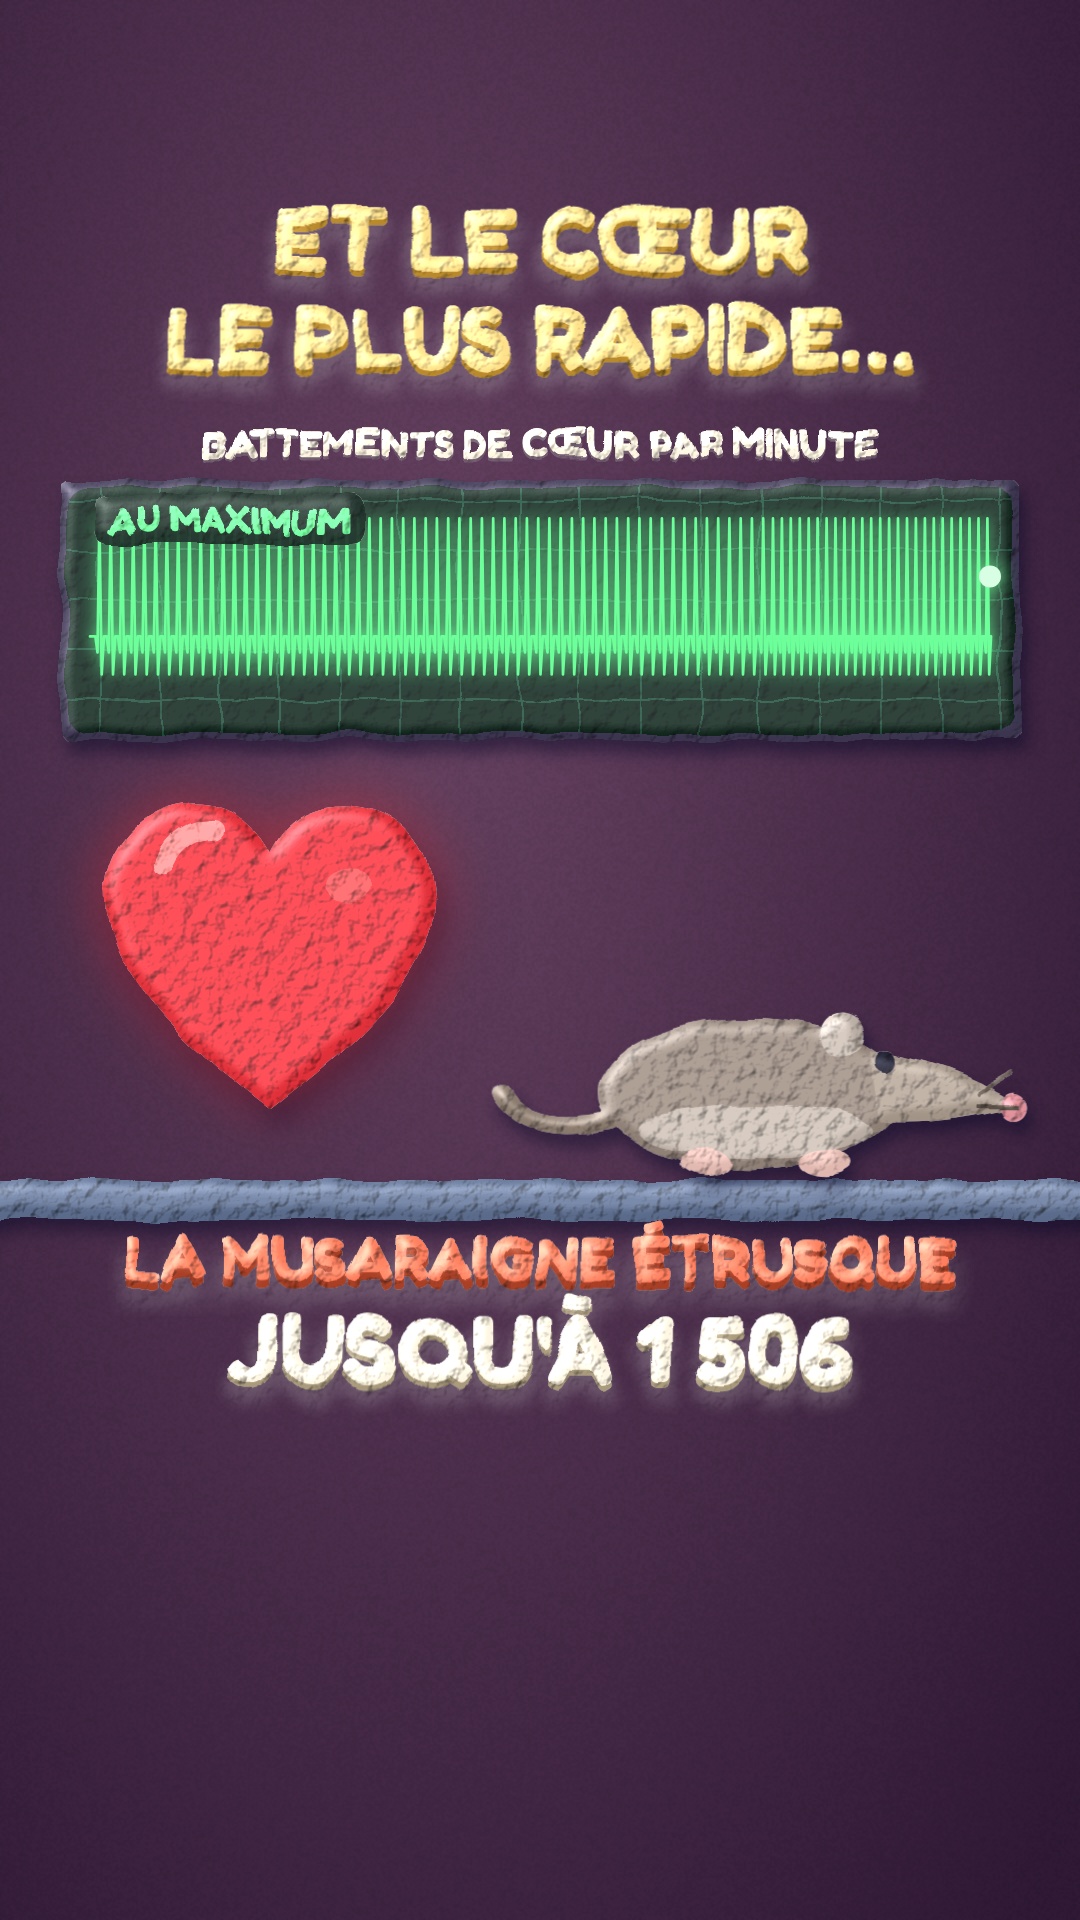 ET LE CŒUR
LE PLUS RAPIDE...
BATTEMENTS DE CŒUR PAR MINUTE
AU MAXIMUM
LA MUSARAIGNE ÉTRUSQUE
JUSQU'À 1 506